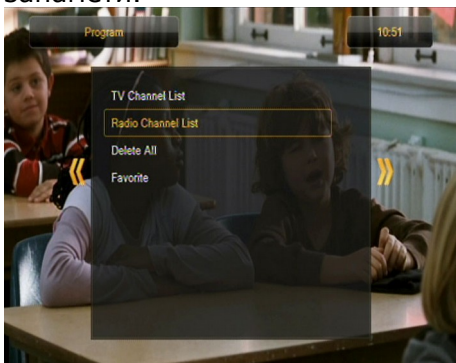 Program
10:51
TV Channel List
Radio Channel List
Delete All
Favorite